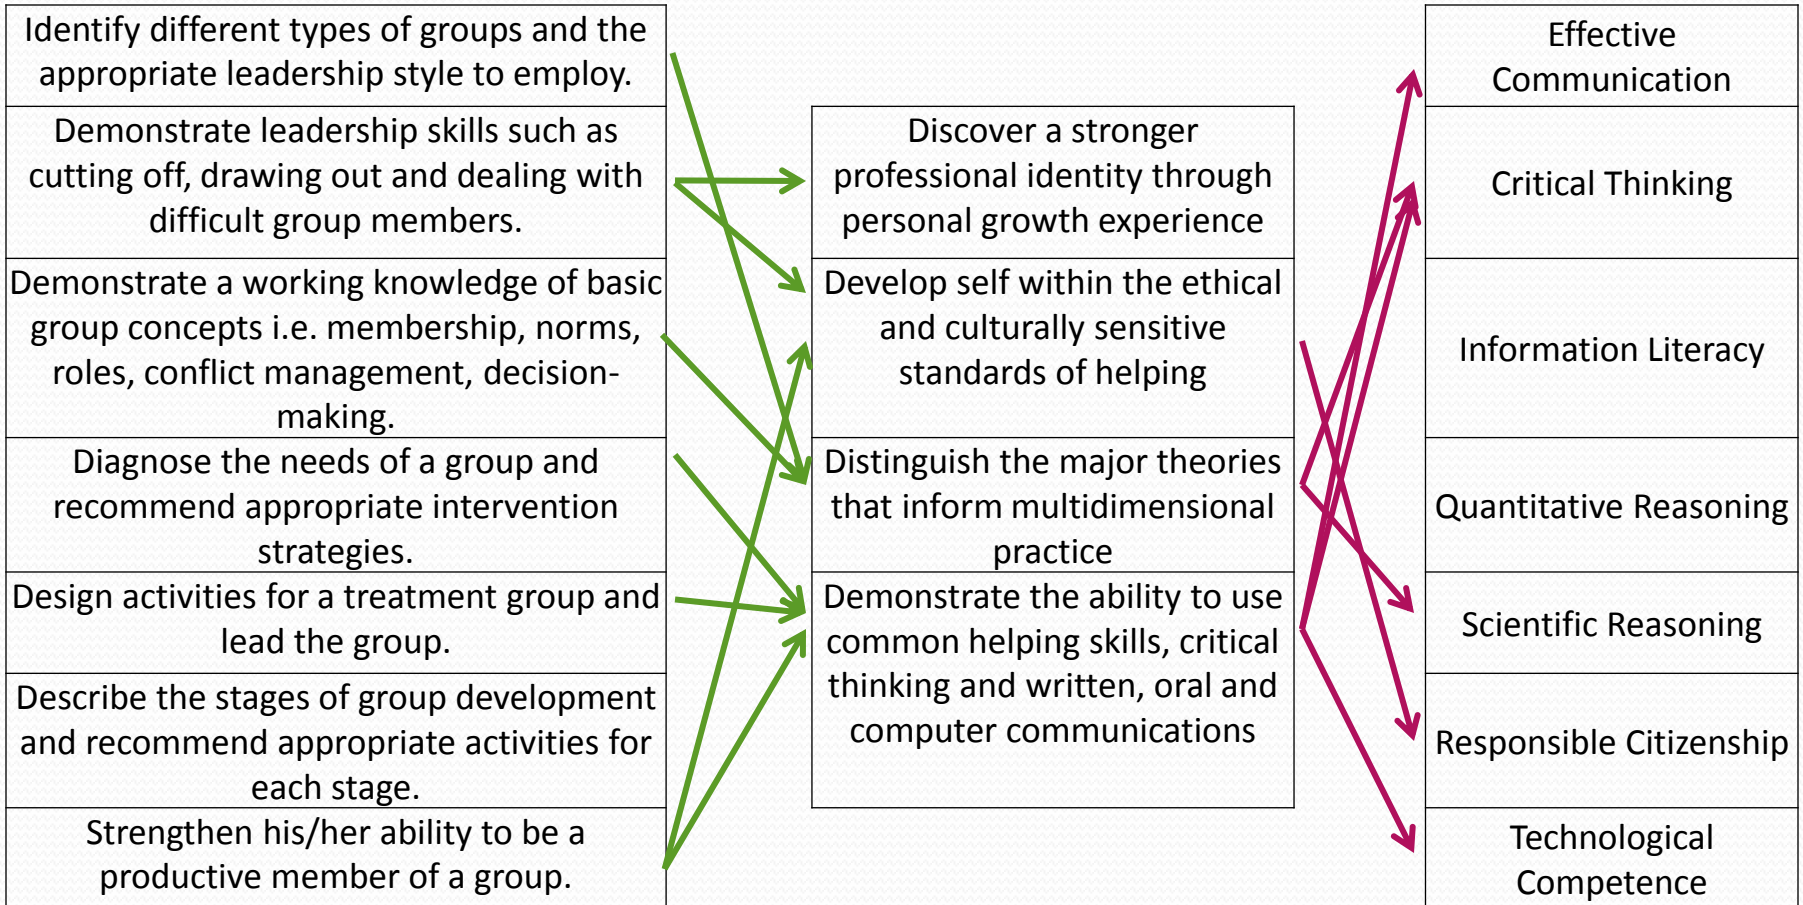 Identify different types of groups and the
appropriate leadership style to employ.
Demonstrate leadership skills such as
cutting off, drawing out and dealing with
difficult group members.
Demonstrate a working knowledge of basic
group concepts i.e. membership, norms,
roles, conflict management, decision-
making.
Diagnose the needs of a group and
recommend appropriate intervention
strategies.
Design activities for a treatment group and
lead the group.
Describe the stages of group development
and recommend appropriate activities for
each stage.
Strengthen his/her ability to be a
productive member of a group.
Discover a stronger
professional identity through
personal growth experience
Develop self within the ethical
and culturally sensitive
standards of helping
Distinguish the major theories
that inform multidimensional
practice
Demonstrate the ability to use
common helping skills, critical
thinking and written, oral and
computer communications
Effective
Communication
Critical Thinking
Information Literacy
Quantitative Reasoning
Scientific Reasoning
Responsible Citizenship
Technological
Competence